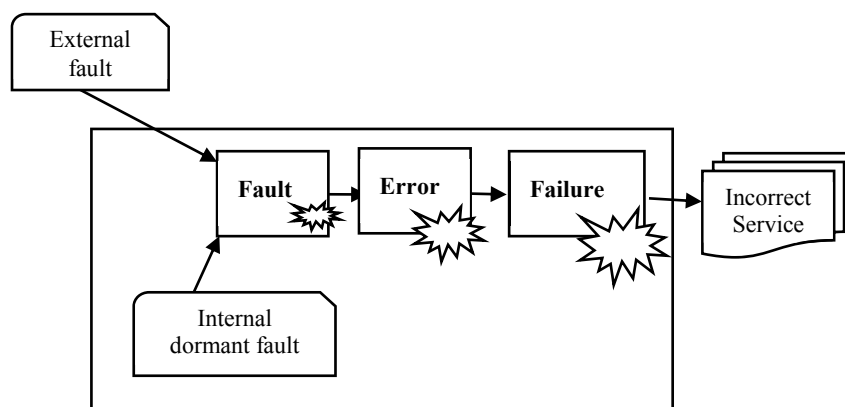 External
fault
Fault
Error
Failure
Incorrect
Service
Internal
dormant fault